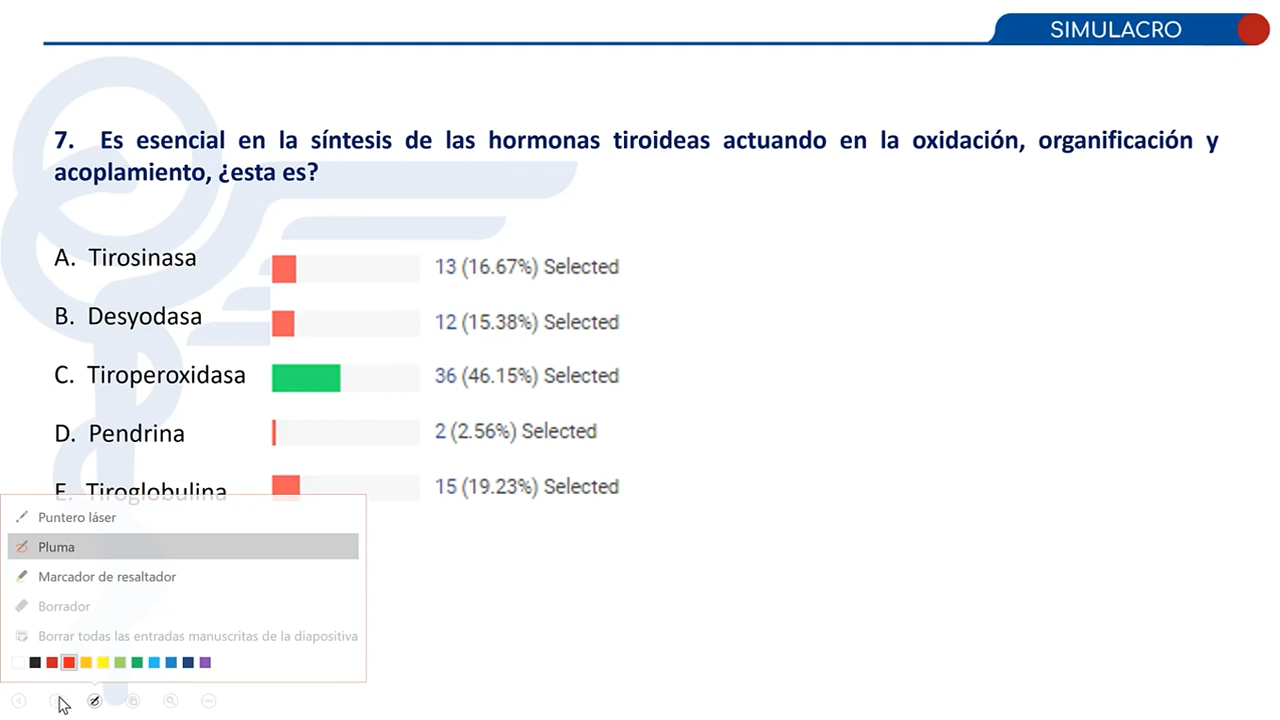 SIMULACRO
7. Es esencial en la síntesis de las hormonas tiroideas actuando en la oxidación, organificación y
acoplamiento, ¿esta es?
A. Tirosinasa 13 (16.67%) Selected
B. Desyodasa 12 (15.38%) Selected
C. Tiroperoxidasa 36 (46.15%) Selected
D. Pendrina 2 (2.56%) Selected
E. Tiroglobulina 15 (19.23%) Selected
Puntero láser
Pluma
Marcador de resaltador
Borrador
Borrar todas las entradas manuscritas de la diapositiva